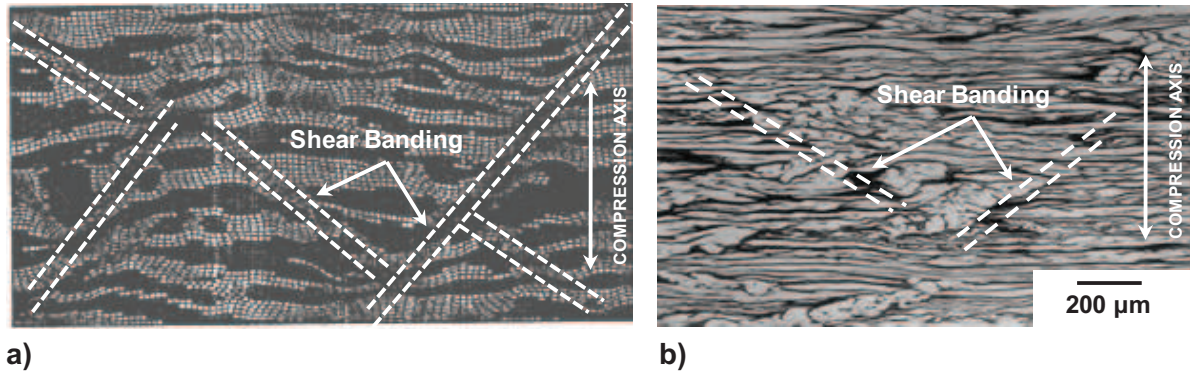 Shear Banding
COMPRESSION AXIS
a)
Shear Banding
COMPRESSION AXIS
200 µm
b)